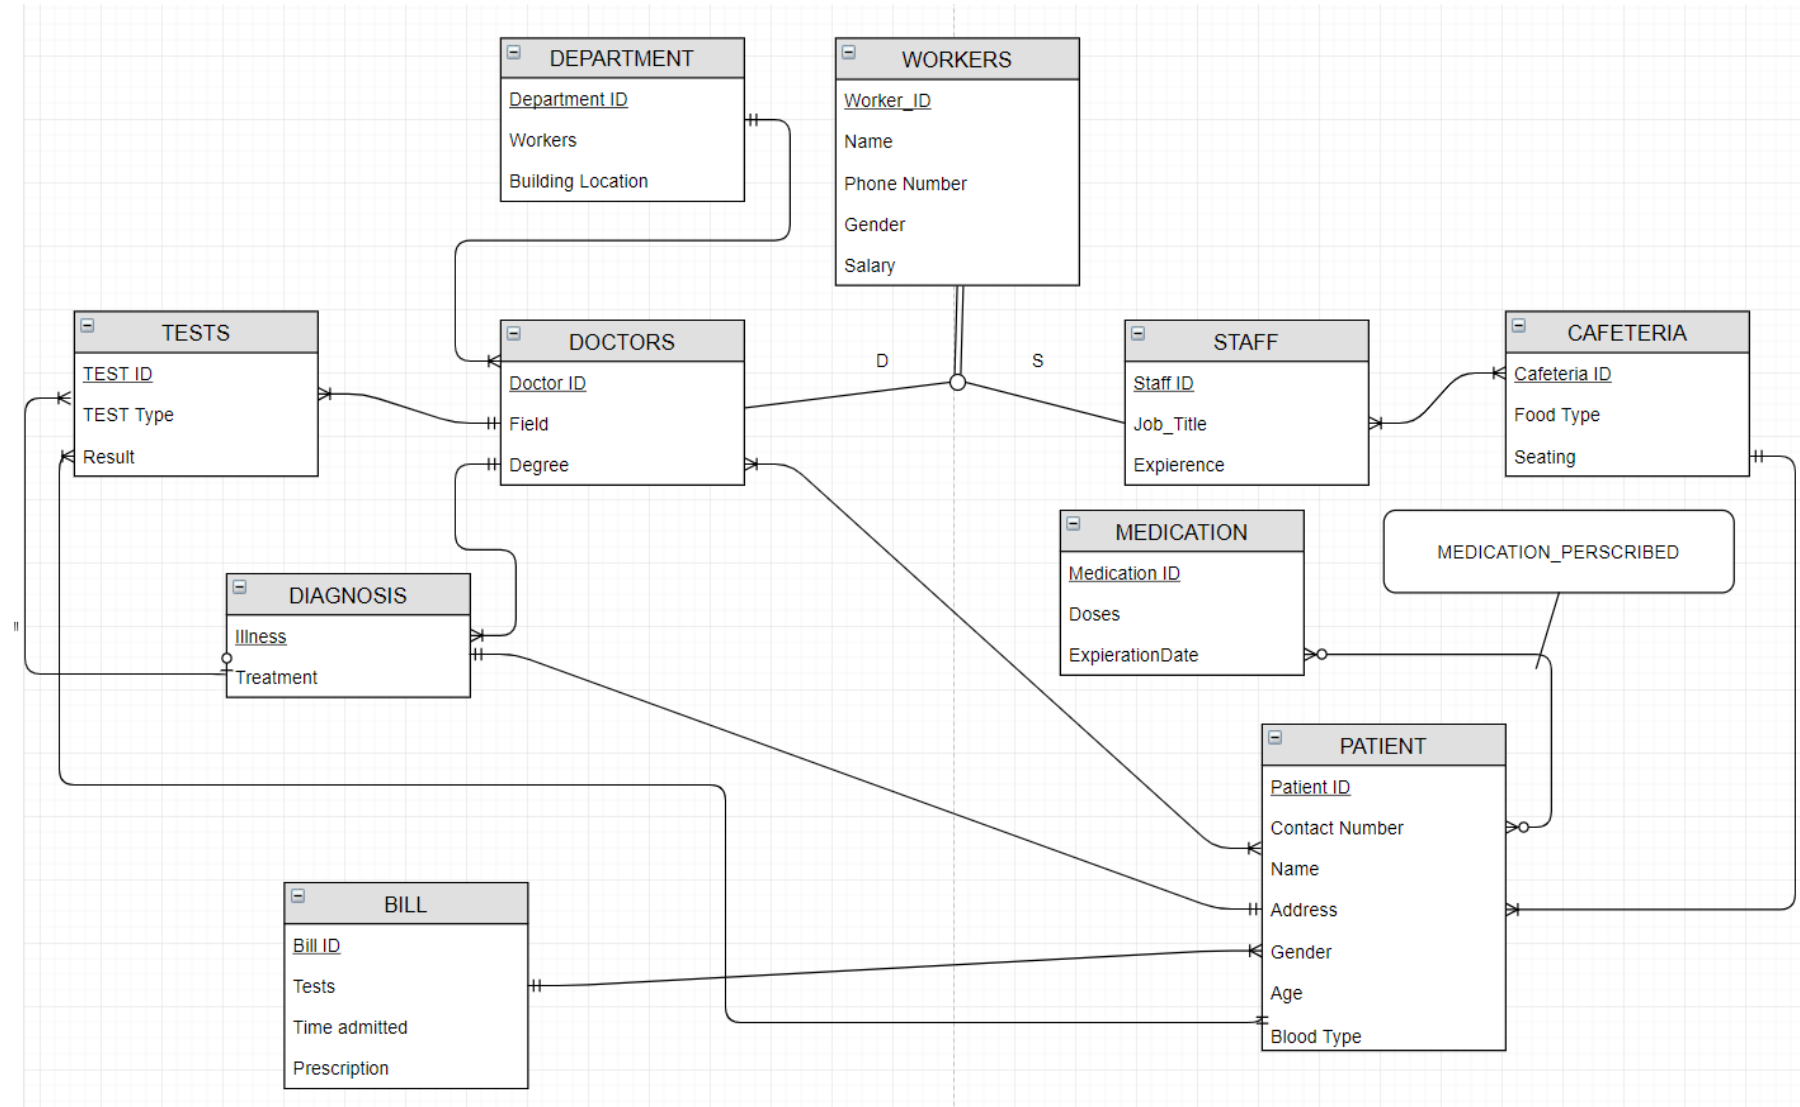 DEPARTMENT
Department ID
Workers
Building Location
WORKERS
Worker_ID
Name
Phone Number
Gender
Salary
TESTS
TEST ID
TEST Type
Result
DOCTORS
Doctor ID
Field
Degree
D
S
STAFF
Staff ID
Job_Title
Expierence
CAFETERIA
Cafeteria ID
Food Type
Seating
MEDICATION
Medication ID
Doses
ExpierationDate
MEDICATION_PERSCRIBED
DIAGNOSIS
Illness
Treatment
"
PATIENT
Patient ID
Contact Number
Name
Address
Gender
Age
Blood Type
BILL
Bill ID
Tests
Time admitted
Prescription